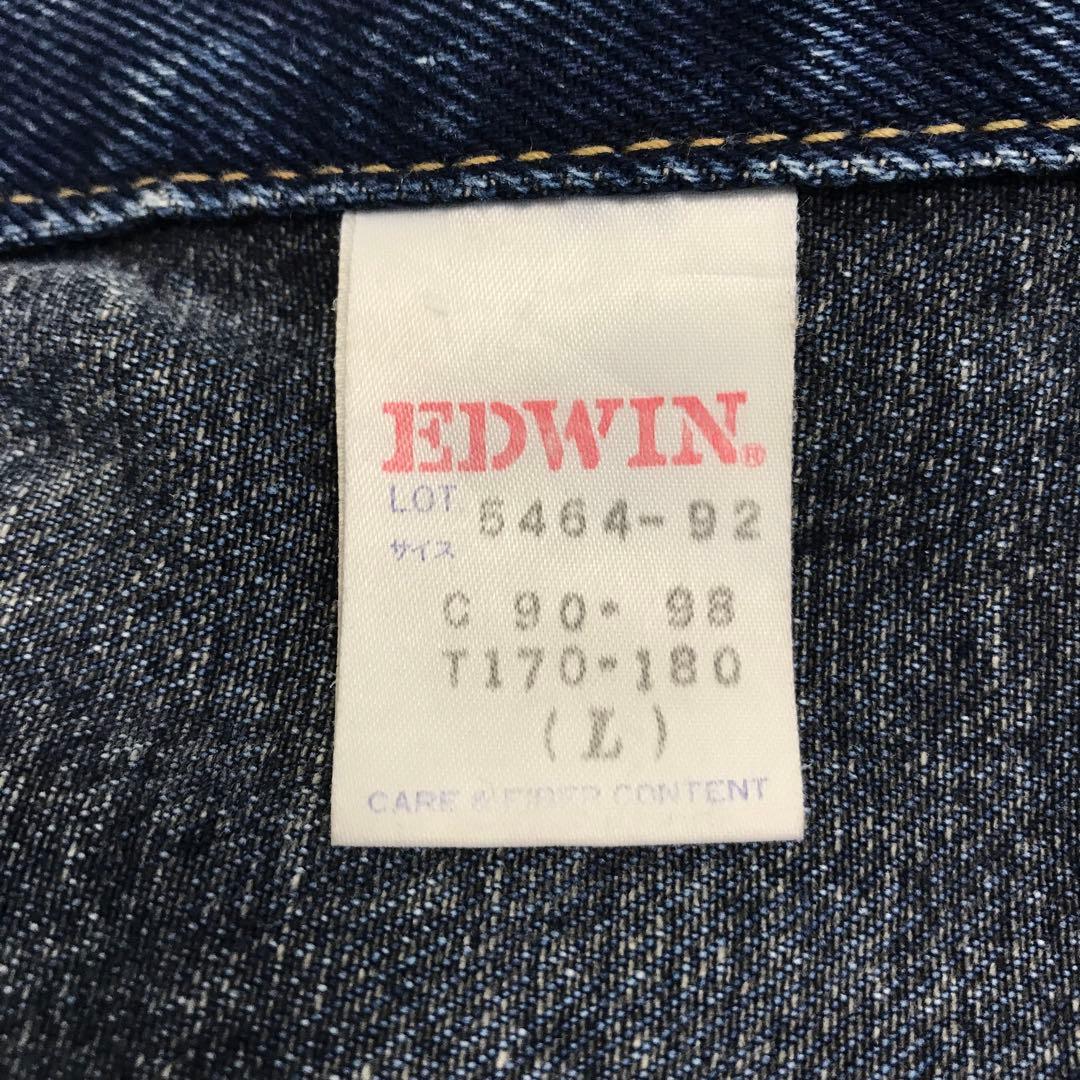 EDWIN®
LOT 5464-92
サイズ
C 90・ 98
T170・180
(L)
CARE & FIBER CONTENT